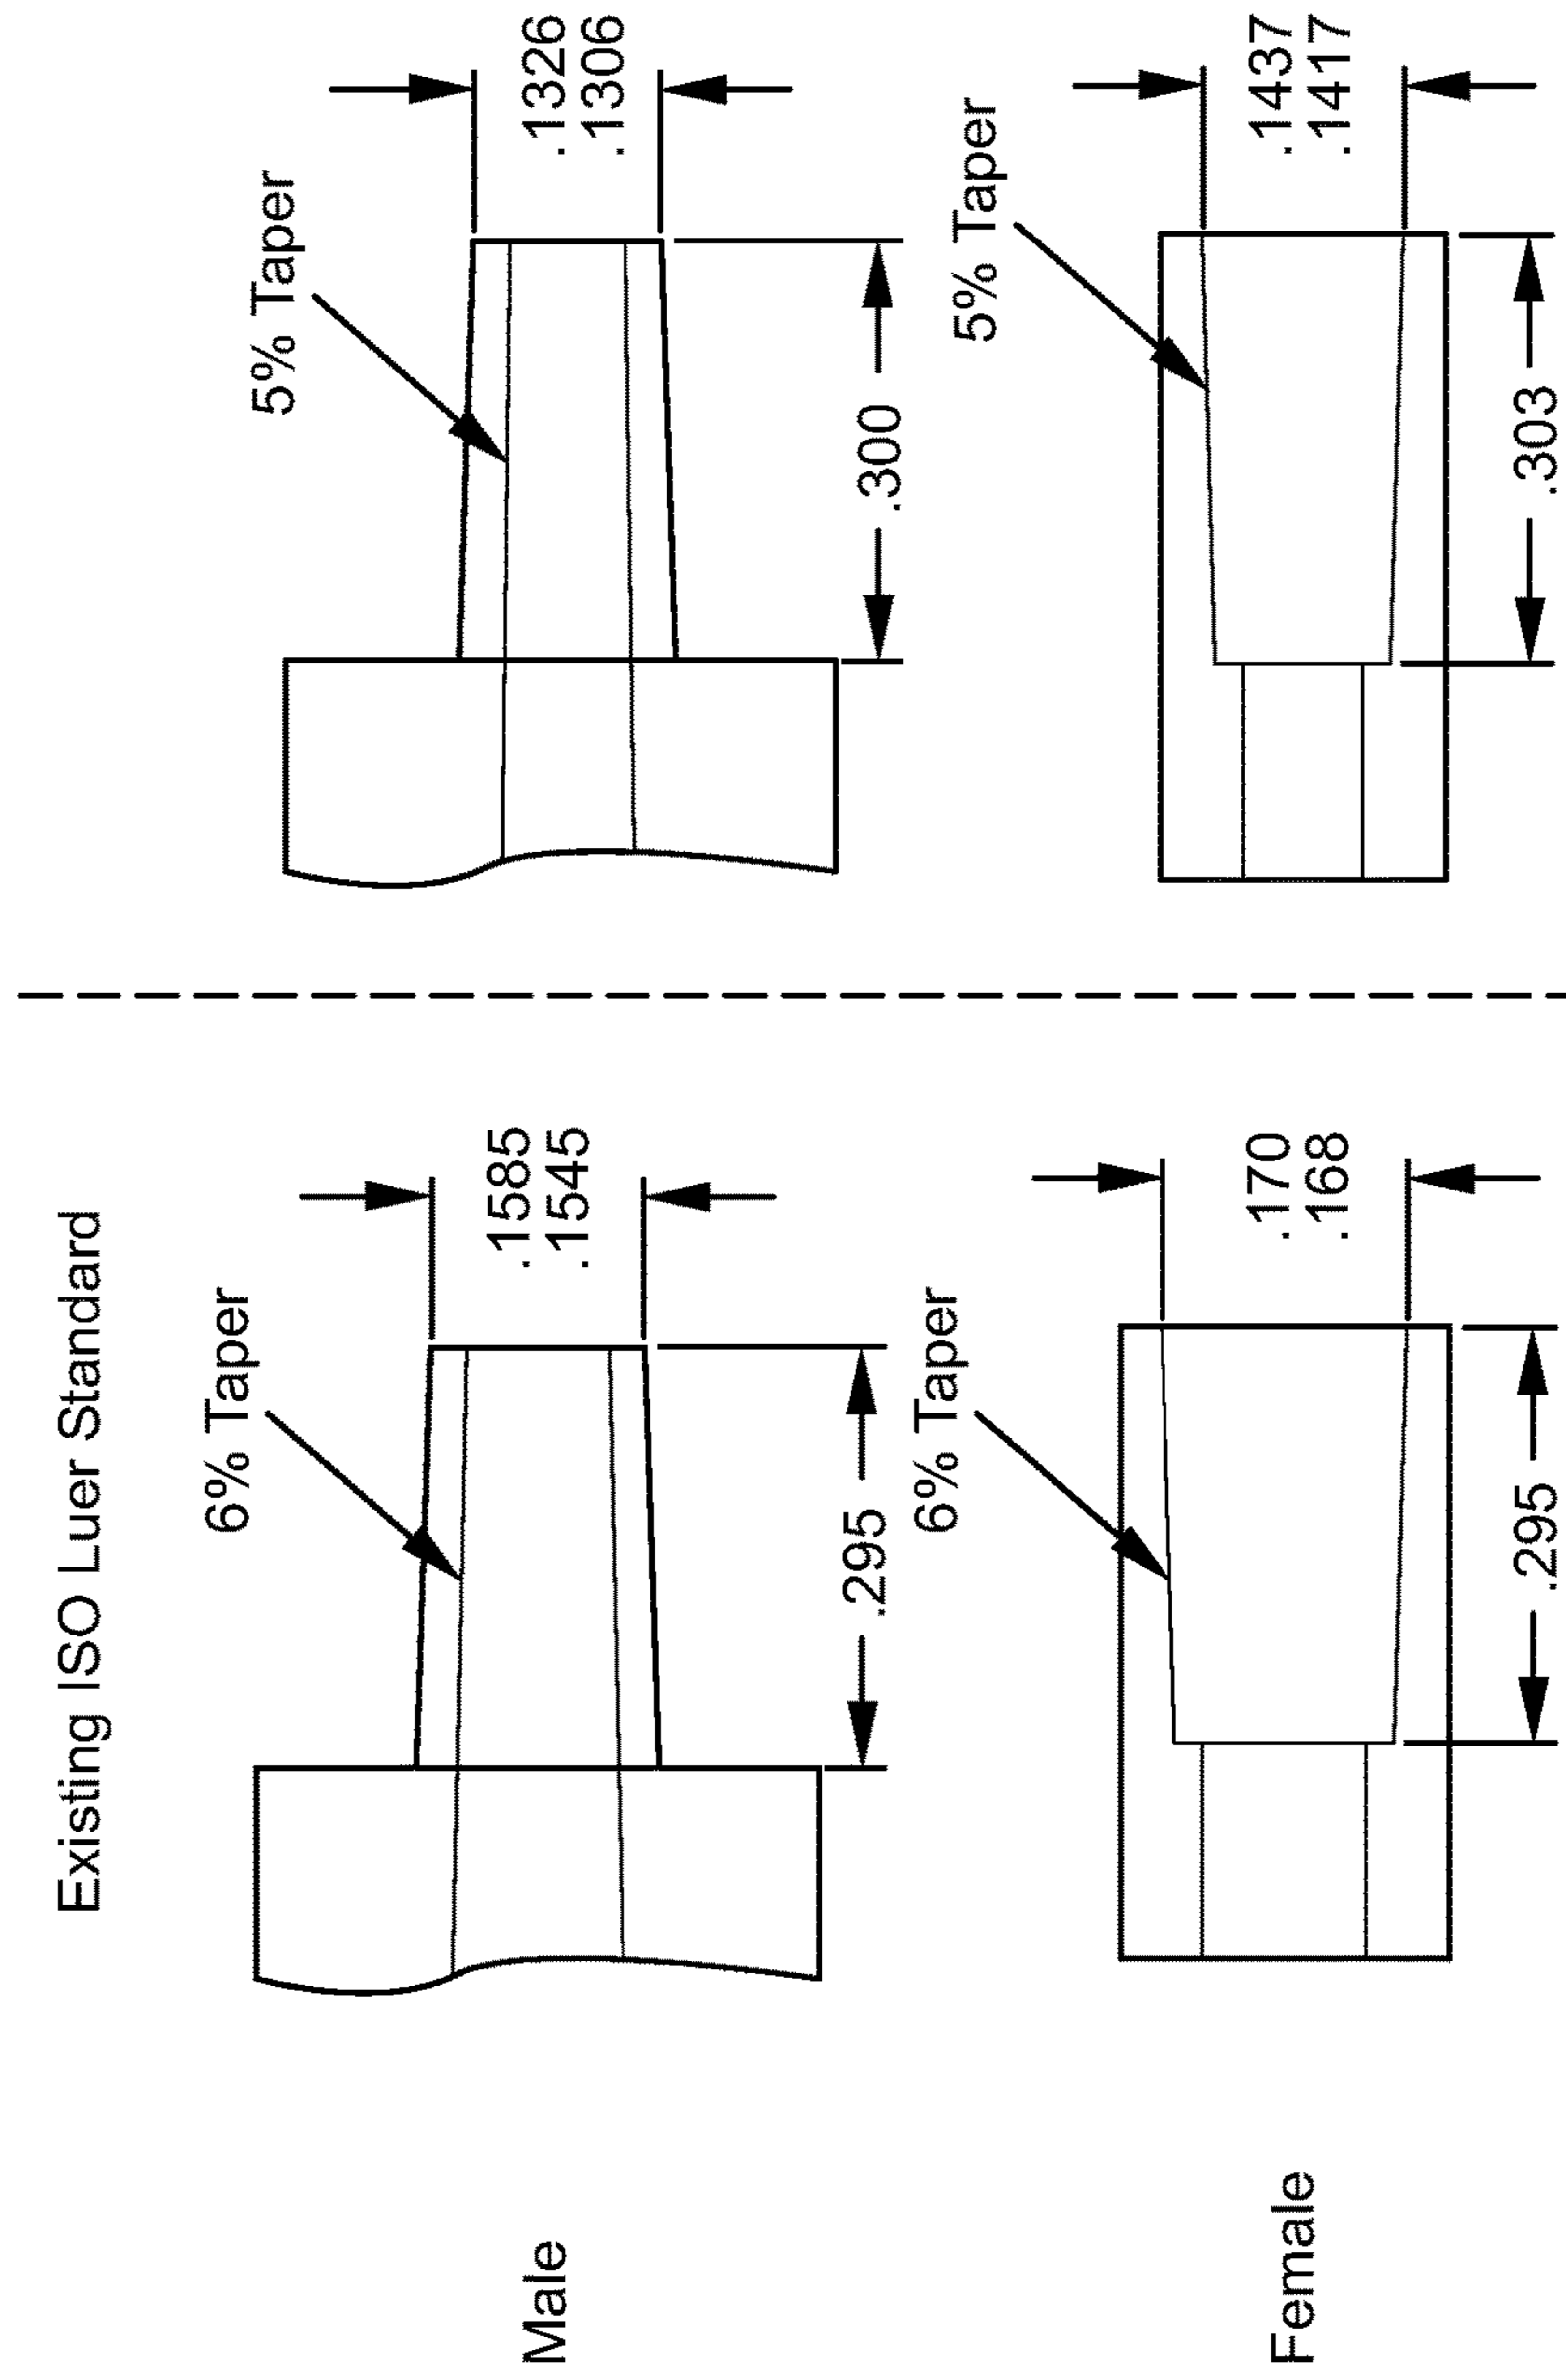 Existing ISO Luer Standard
6% Taper
.1585
.1545
.295
5% Taper
.1326
.1306
.300
Male
6% Taper
.170
.168
.295
5% Taper
.1437
.1417
.303
Female